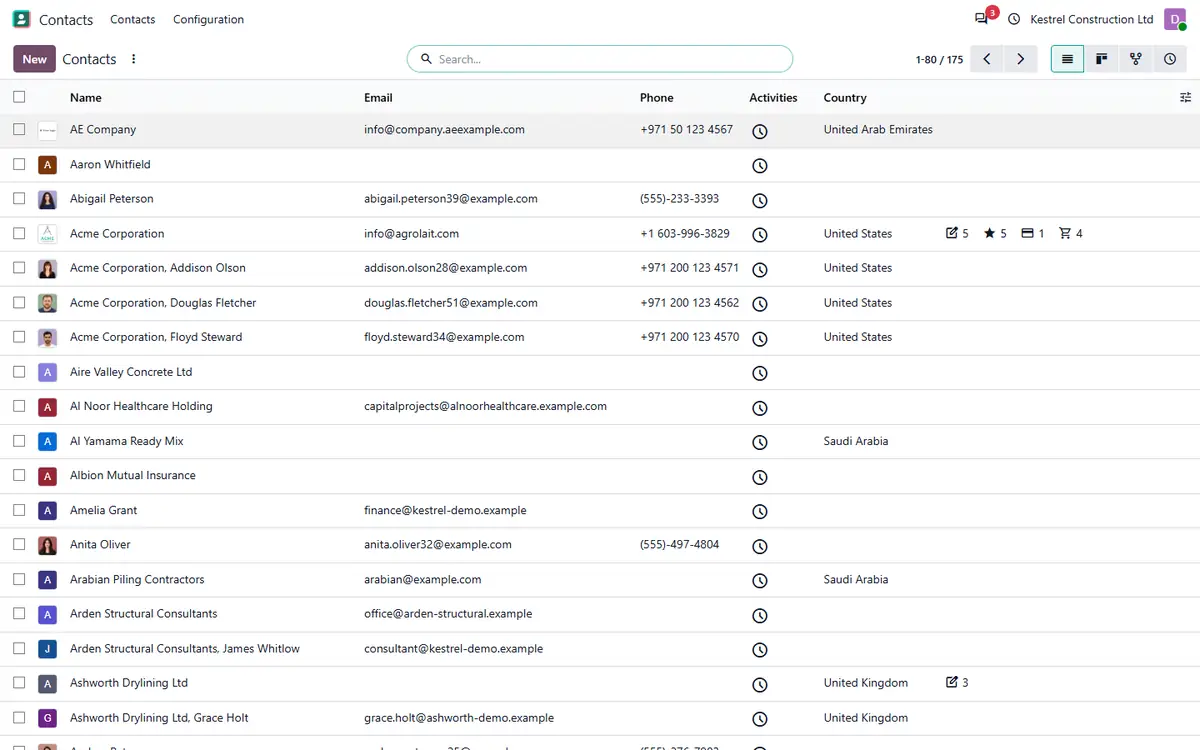 Contacts Contacts Configuration 3 Kestrel Construction Ltd D
New Contacts Search... 1-80 / 175
Name Email Phone Activities Country
AE Company info@company.aeexample.com +971 50 123 4567 United Arab Emirates
A Aaron Whitfield
Abigail Peterson abigail.peterson39@example.com (555)-233-3393
Acme Corporation info@agrolait.com +1 603-996-3829 United States 5 5 1 4
Acme Corporation, Addison Olson addison.olson28@example.com +971 200 123 4571 United States
Acme Corporation, Douglas Fletcher douglas.fletcher51@example.com +971 200 123 4562 United States
Acme Corporation, Floyd Steward floyd.steward34@example.com +971 200 123 4570 United States
A Aire Valley Concrete Ltd
A Al Noor Healthcare Holding capitalprojects@alnoorhealthcare.example.com
A Al Yamama Ready Mix Saudi Arabia
A Albion Mutual Insurance
A Amelia Grant finance@kestrel-demo.example
Anita Oliver anita.oliver32@example.com (555)-497-4804
A Arabian Piling Contractors arabian@example.com Saudi Arabia
A Arden Structural Consultants office@arden-structural.example
J Arden Structural Consultants, James Whitlow consultant@kestrel-demo.example
A Ashworth Drylining Ltd United Kingdom 3
G Ashworth Drylining Ltd, Grace Holt grace.holt@ashworth-demo.example United Kingdom